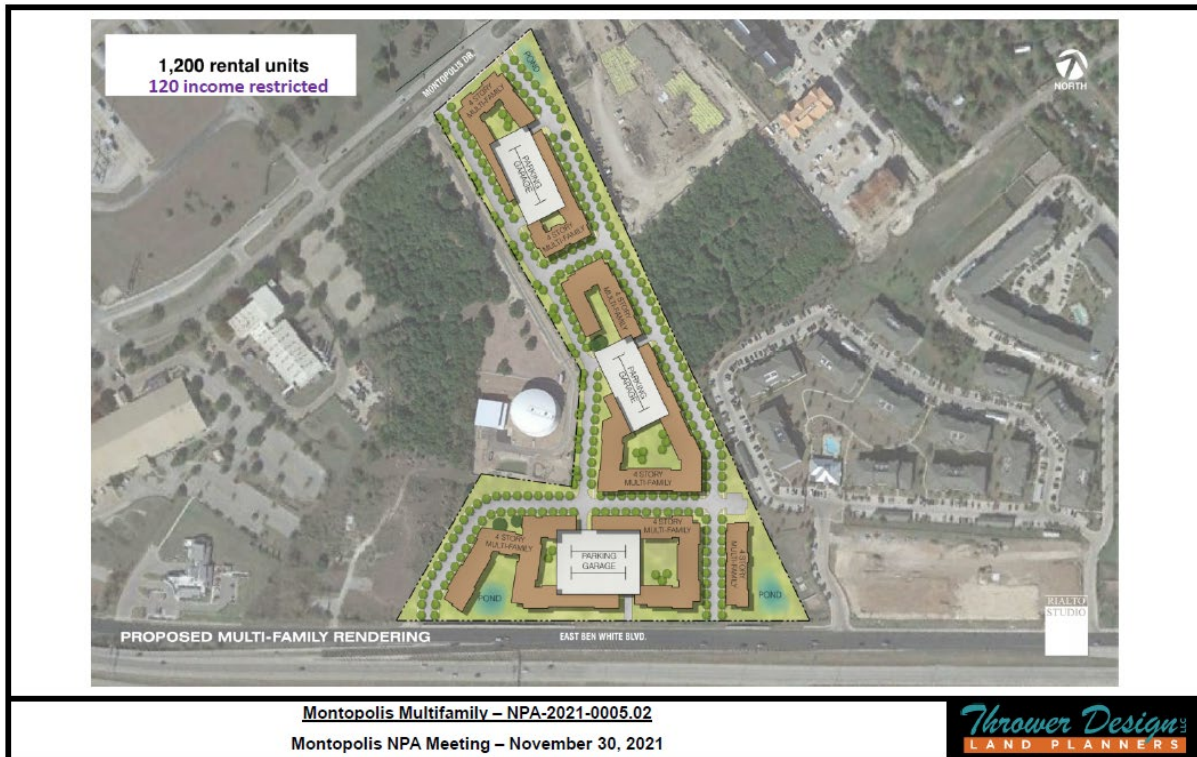 1,200 rental units
120 income restricted
MONTOPOLIS DR.
POND
NORTH
4 STORY
MULTI-FAMILY
PARKING
GARAGE
4 STORY
MULTI-FAMILY
4 STORY
MULTI-FAMILY
PARKING
GARAGE
4 STORY
MULTI-FAMILY
4 STORY
MULTI-FAMILY
4 STORY
MULTI-FAMILY
4 STORY
MULTI-FAMILY
PARKING
GARAGE
POND
POND
RIALTO
STUDIO
PROPOSED MULTI-FAMILY RENDERING
EAST BEN WHITE BLVD.
Montopolis Multifamily – NPA-2021-0005.02
Montopolis NPA Meeting – November 30, 2021
Thrower Design LLC
LAND PLANNERS